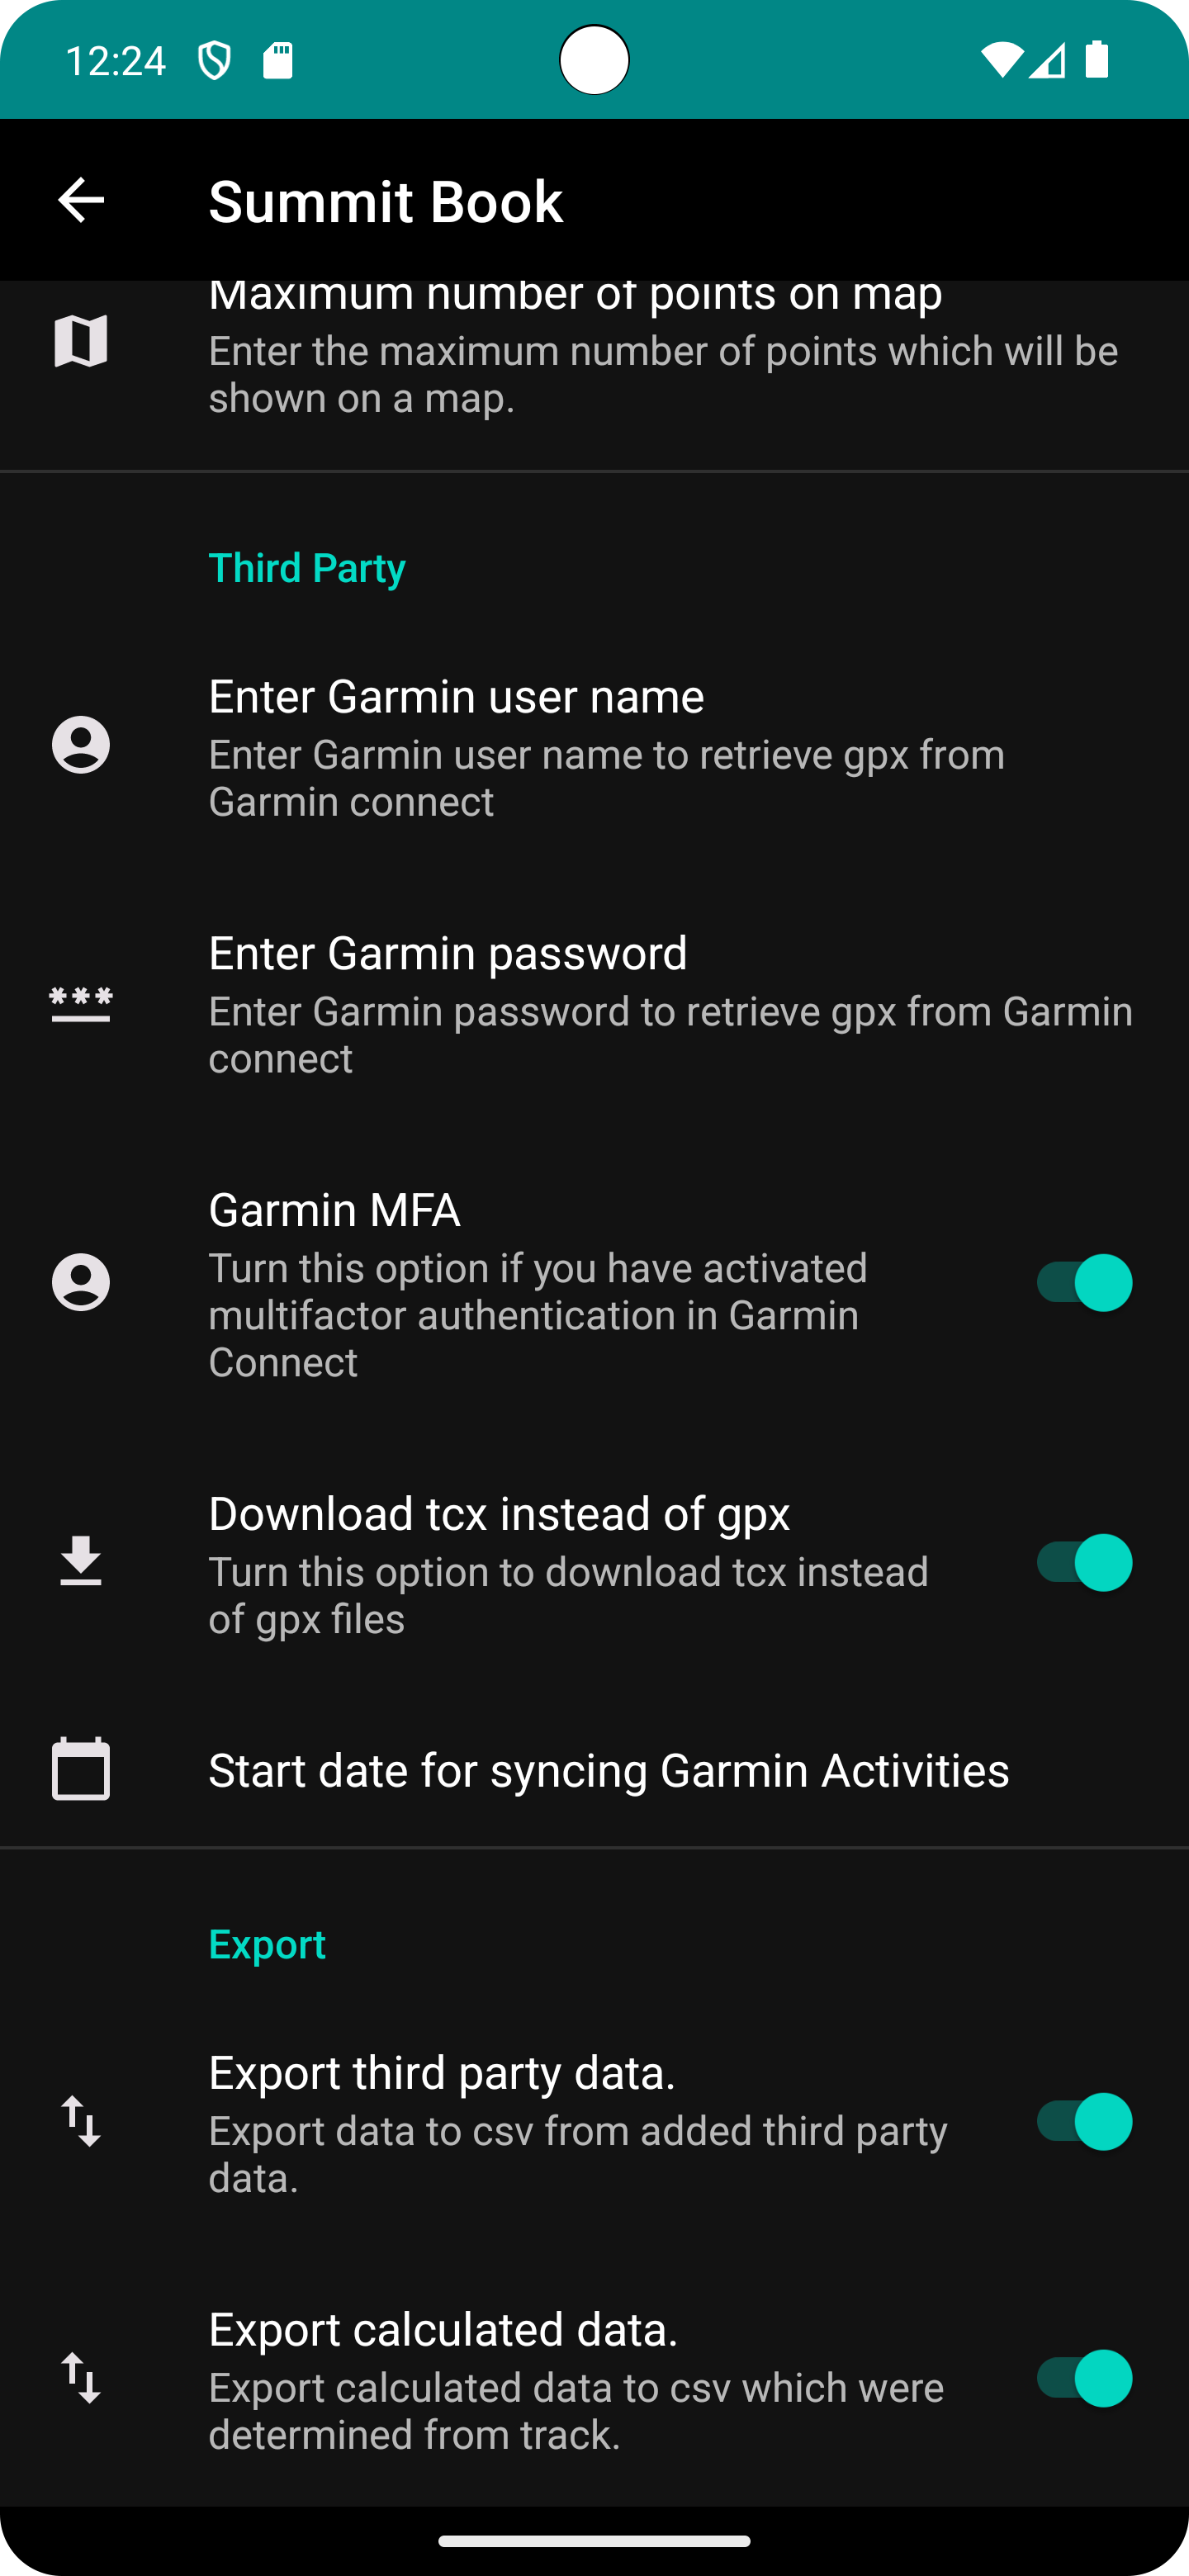 12:24
Summit Book
Maximum number of points on map
Enter the maximum number of points which will be
shown on a map.
Third Party
Enter Garmin user name
Enter Garmin user name to retrieve gpx from
Garmin connect
Enter Garmin password
Enter Garmin password to retrieve gpx from Garmin
connect
Garmin MFA
Turn this option if you have activated
multifactor authentication in Garmin
Connect
Download tcx instead of gpx
Turn this option to download tcx instead
of gpx files
Start date for syncing Garmin Activities
Export
Export third party data.
Export data to csv from added third party
data.
Export calculated data.
Export calculated data to csv which were
determined from track.